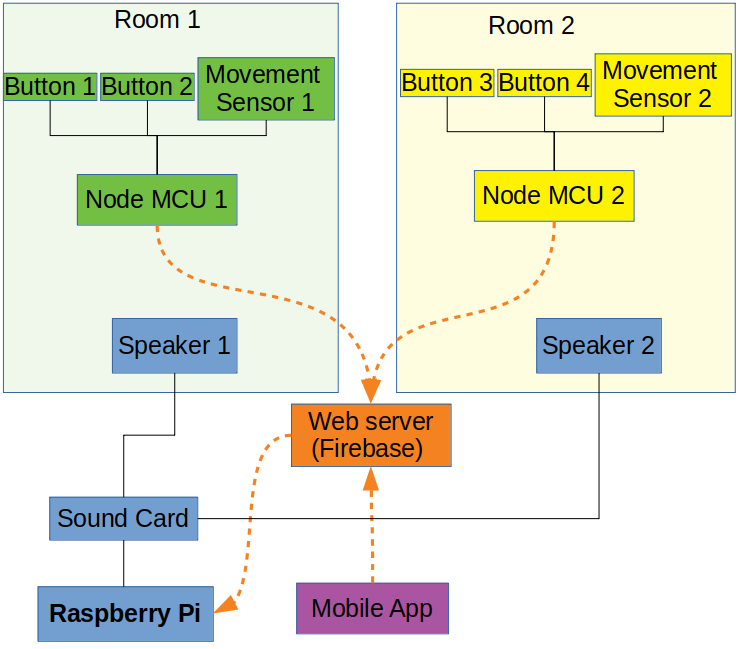 Room 1
Room 2
Button 1
Button 2
Movement
Sensor 1
Button 3
Button 4
Movement
Sensor 2
Node MCU 1
Node MCU 2
Speaker 1
Speaker 2
Web server
(Firebase)
Sound Card
Raspberry Pi
Mobile App